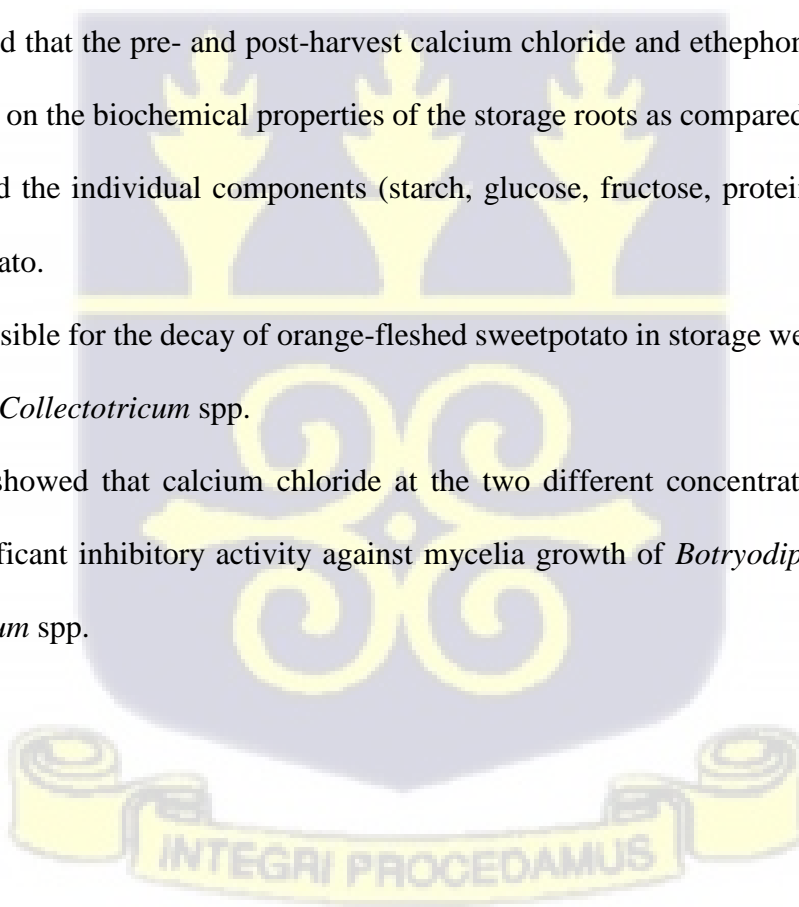 d that the pre- and post-harvest calcium chloride and ethephon
on the biochemical properties of the storage roots as compared
d the individual components (starch, glucose, fructose, protein
ato.
sible for the decay of orange-fleshed sweetpotato in storage we
Collectotricum spp.
showed that calcium chloride at the two different concentrat
ficant inhibitory activity against mycelia growth of Botryodip
um spp.
INTEGRI PROCEDAMUS